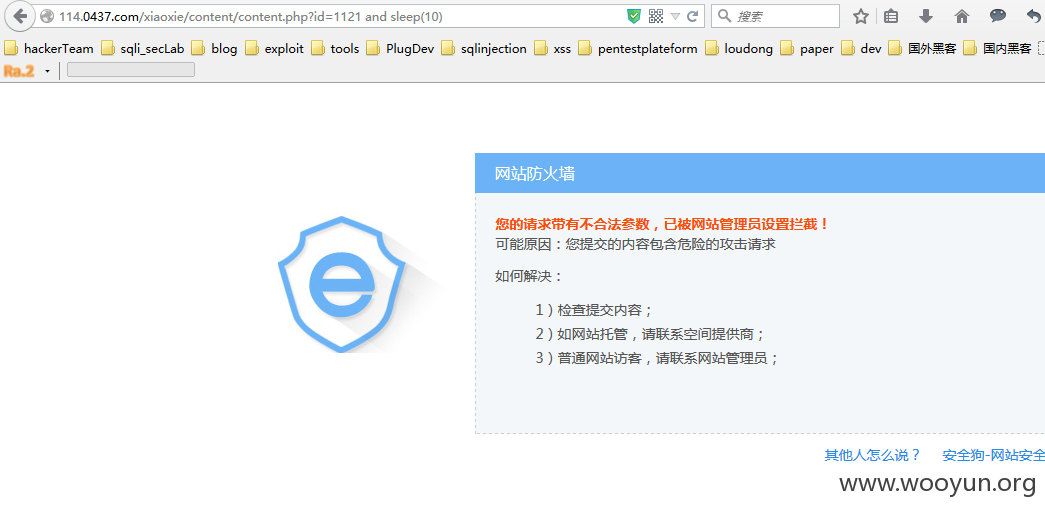 114.0437.com/xiaoxie/content/content.php?id=1121 and sleep(10)
搜索
hackerTeam sqli_secLab blog exploit tools PlugDev sqlinjection xss pentestplateform loudong paper dev 国外黑客 国内黑客
Ra.2
网站防火墙
您的请求带有不合法参数，已被网站管理员设置拦截！
可能原因：您提交的内容包含危险的攻击请求
如何解决：
1）检查提交内容；
2）如网站托管，请联系空间提供商；
3）普通网站访客，请联系网站管理员；
其他人怎么说？ 安全狗-网站安全
www.wooyun.org